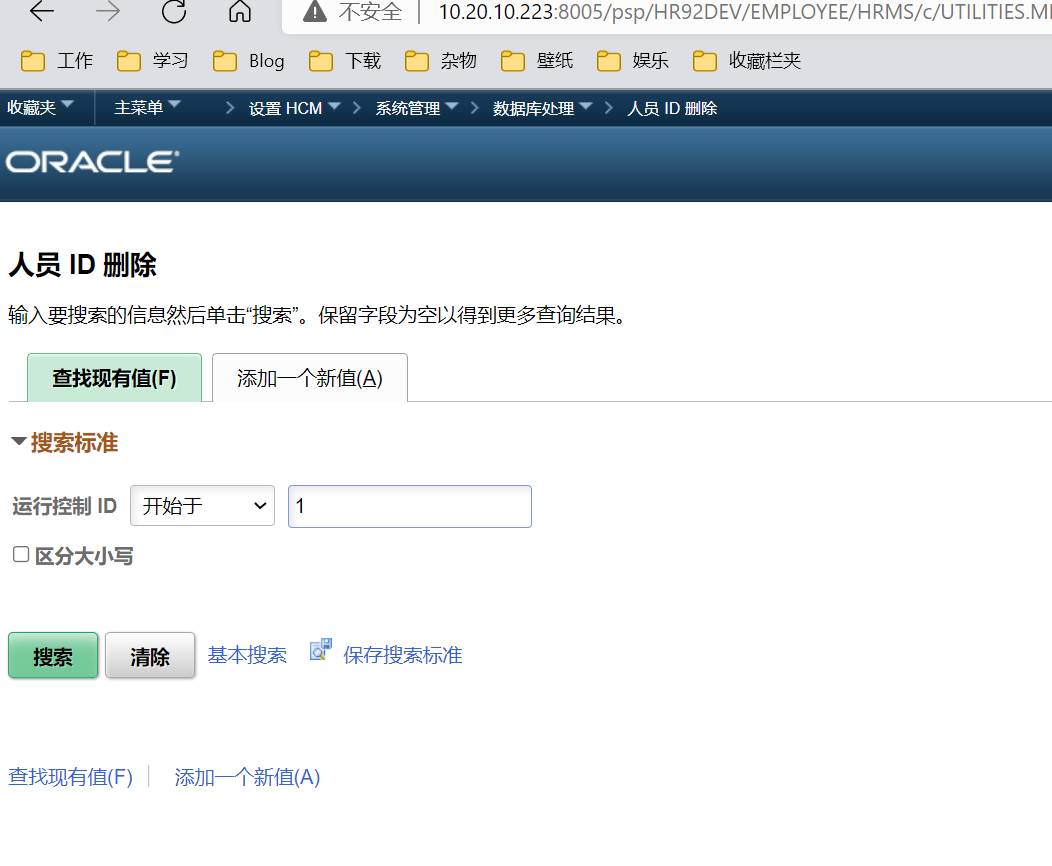 不安全 10.20.10.223:8005/psp/HR92DEV/EMPLOYEE/HRMS/c/UTILITIES.M
工作 学习 Blog 下载 杂物 壁纸 娱乐 收藏栏夹
收藏夹 主菜单 设置 HCM 系统管理 数据库处理 人员 ID 删除
ORACLE
人员 ID 删除
输入要搜索的信息然后单击“搜索”。保留字段为空以得到更多查询结果。
查找现有值(F) 添加一个新值(A)
搜索标准
运行控制 ID 开始于 1
区分大小写
搜索 清除 基本搜索 保存搜索标准
查找现有值(F) 添加一个新值(A)